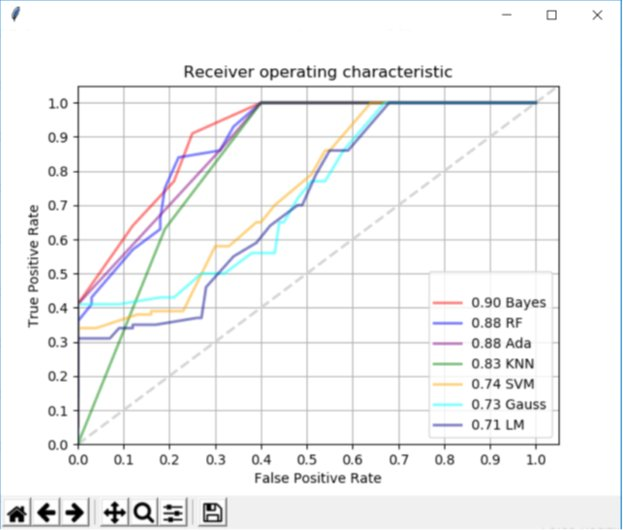 Receiver operating characteristic
1.0
0.9
0.8
0.7
0.6
0.5
0.4
0.3
0.2
0.1
0.0
True Positive Rate
0.90 Bayes
0.88 RF
0.88 Ada
0.83 KNN
0.74 SVM
0.73 Gauss
0.71 LM
0.0 0.1 0.2 0.3 0.4 0.5 0.6 0.7 0.8 0.9 1.0
False Positive Rate